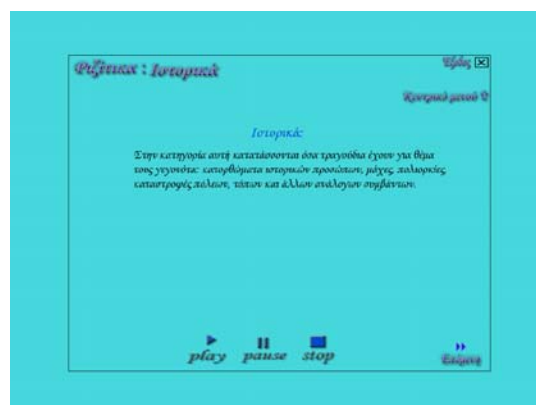 Ριζίτικα : Ιστορικά
Έξοδος
Κεντρικό μενού
Ιστορικά:
Στην κατηγορία αυτή κατατάσσονται όσα τραγούδια έχουν για θέμα
τους γεγονότα: κατορθώματα ιστορικών προσώπων, μάχες, πολιορκίες,
καταστροφές πόλεων, τόπων και άλλων ανάλογων συμβάντων.
play pause stop
Επόμενη